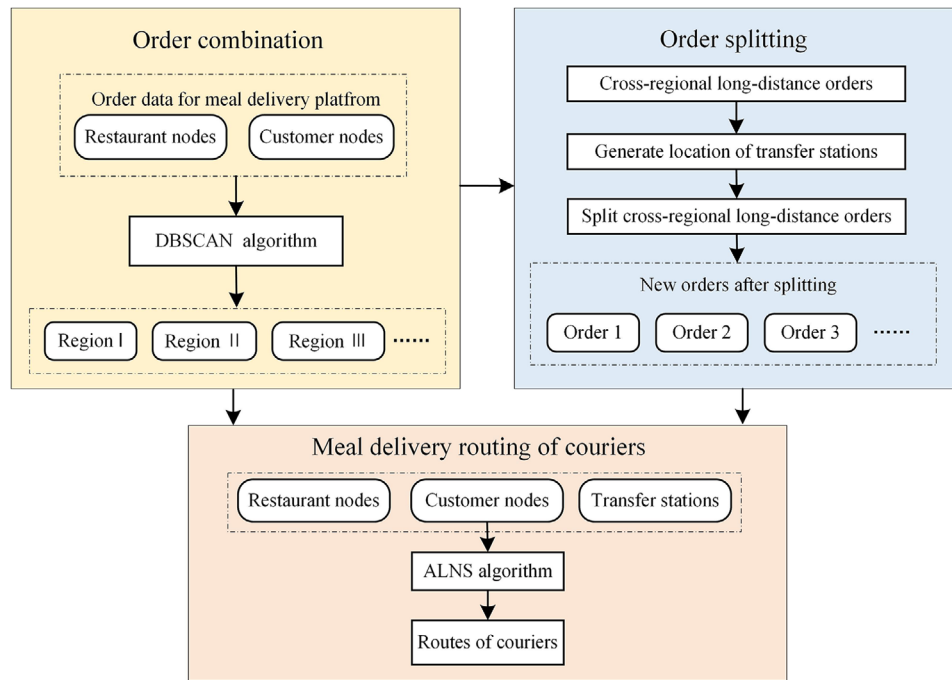 Order combination
Order data for meal delivery platfrom
Restaurant nodes
Customer nodes
DBSCAN algorithm
Region Ⅰ
Region Ⅱ
Region Ⅲ
······
Order splitting
Cross-regional long-distance orders
Generate location of transfer stations
Split cross-regional long-distance orders
New orders after splitting
Order 1
Order 2
Order 3
······
Meal delivery routing of couriers
Restaurant nodes
Customer nodes
Transfer stations
ALNS algorithm
Routes of couriers